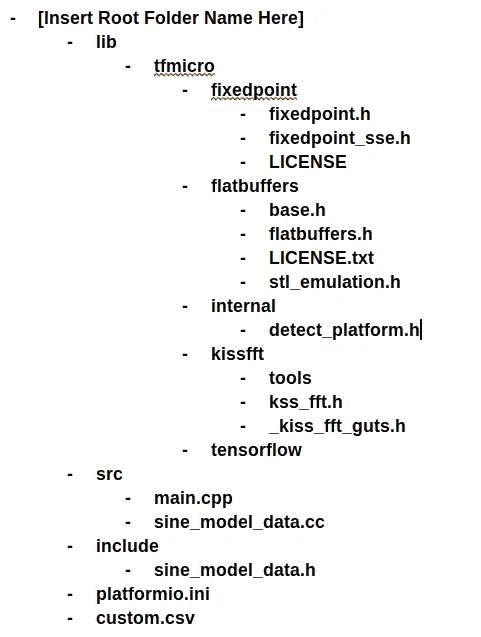 - [Insert Root Folder Name Here]
- lib
- tfmicro
- fixedpoint
- fixedpoint.h
- fixedpoint_sse.h
- LICENSE
- flatbuffers
- base.h
- flatbuffers.h
- LICENSE.txt
- stl_emulation.h
- internal
- detect_platform.h
- kissfft
- tools
- kss_fft.h
- _kiss_fft_guts.h
- tensorflow
- src
- main.cpp
- sine_model_data.cc
- include
- sine_model_data.h
- platformio.ini
- custom.csv